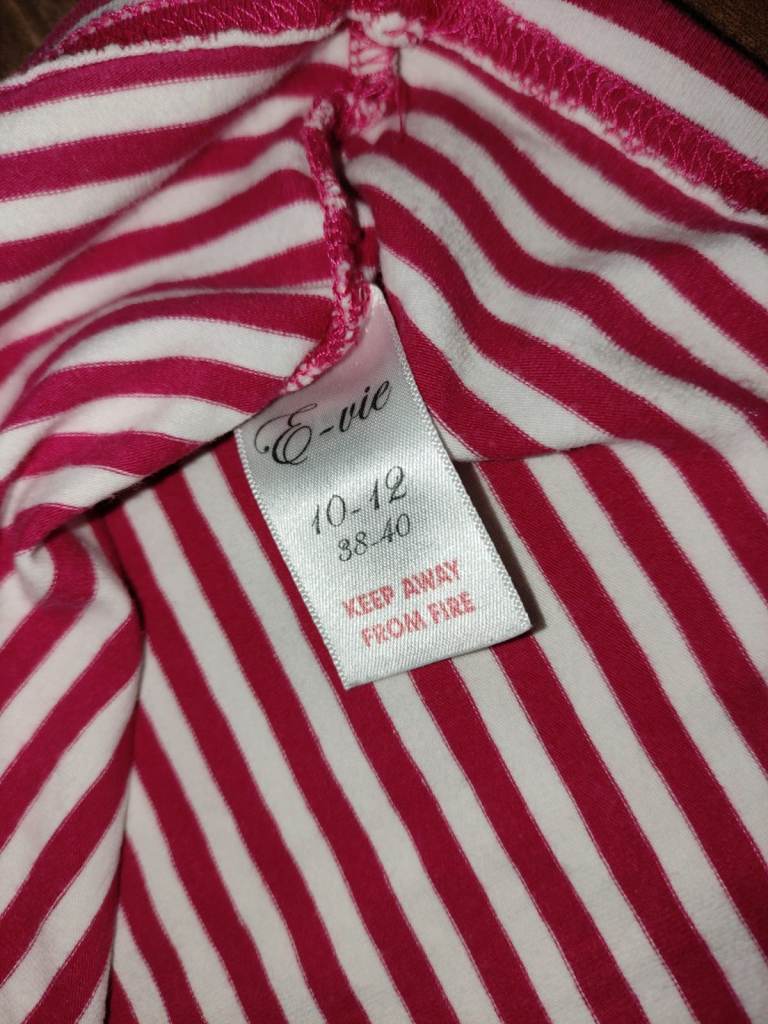 E-vie
10-12
38-40
KEEP AWAY
FROM FIRE